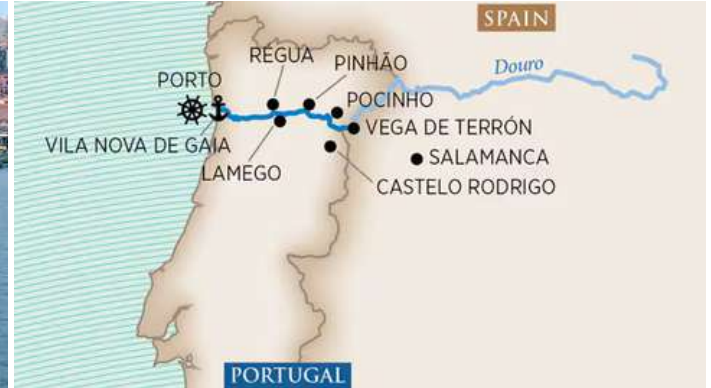 SPAIN
Douro
RÉGUA
PINHÃO
PORTO
POCINHO
VEGA DE TERRÓN
VILA NOVA DE GAIA
LAMEGO
SALAMANCA
CASTELO RODRIGO
PORTUGAL